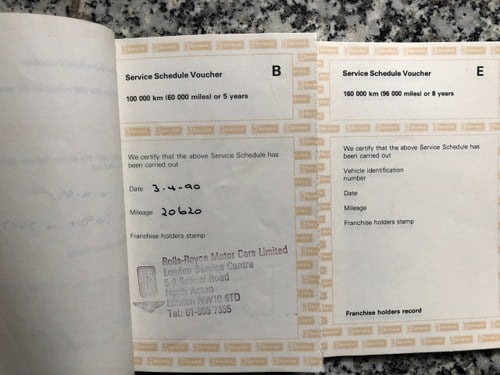 Service Schedule Voucher B
100 000 km (60 000 miles) or 5 years
We certify that the above Service Schedule has
been carried out
Date 3-4-90
Mileage 20620
Franchise holders stamp
Rolls-Royce Motor Cars Limited
London Service Centre
5-9 School Road
North Acton
London NW10 6TD
Tel: 01-965 7355
Service Schedule Voucher E
160 000 km (96 000 miles) or 8 years
We certify that the above Service Schedule has
been carried out
Vehicle identification
number
Date
Mileage
Franchise holders stamp
Franchise holders record